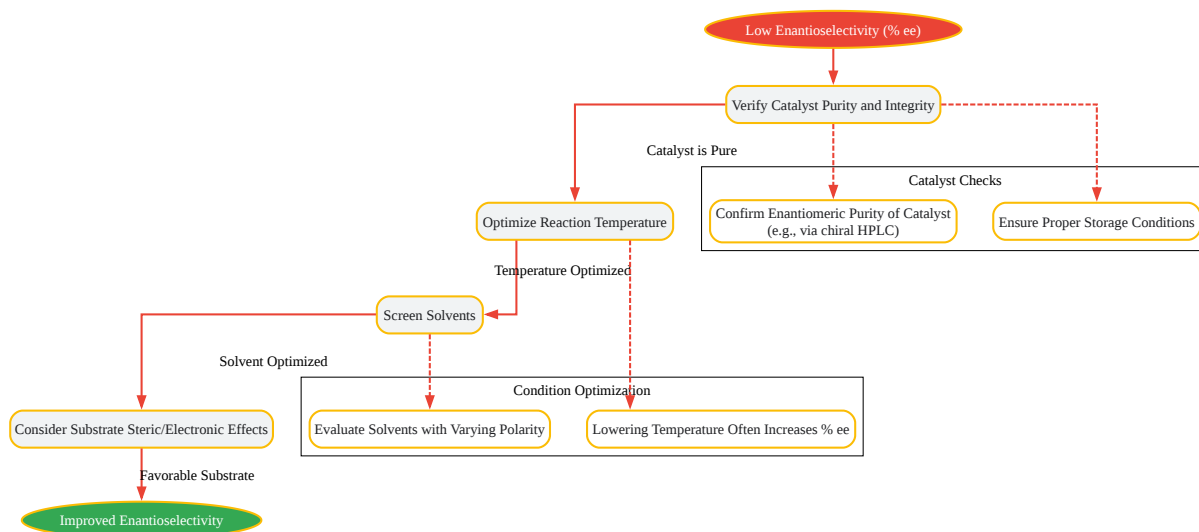 Low Enantioselectivity (% ee)
Verify Catalyst Purity and Integrity
Catalyst is Pure
Catalyst Checks
Confirm Enantiomeric Purity of Catalyst
(e.g., via chiral HPLC)
Ensure Proper Storage Conditions
Optimize Reaction Temperature
Temperature Optimized
Screen Solvents
Solvent Optimized
Condition Optimization
Consider Substrate Steric/Electronic Effects
Evaluate Solvents with Varying Polarity
Lowering Temperature Often Increases % ee
Favorable Substrate
Improved Enantioselectivity